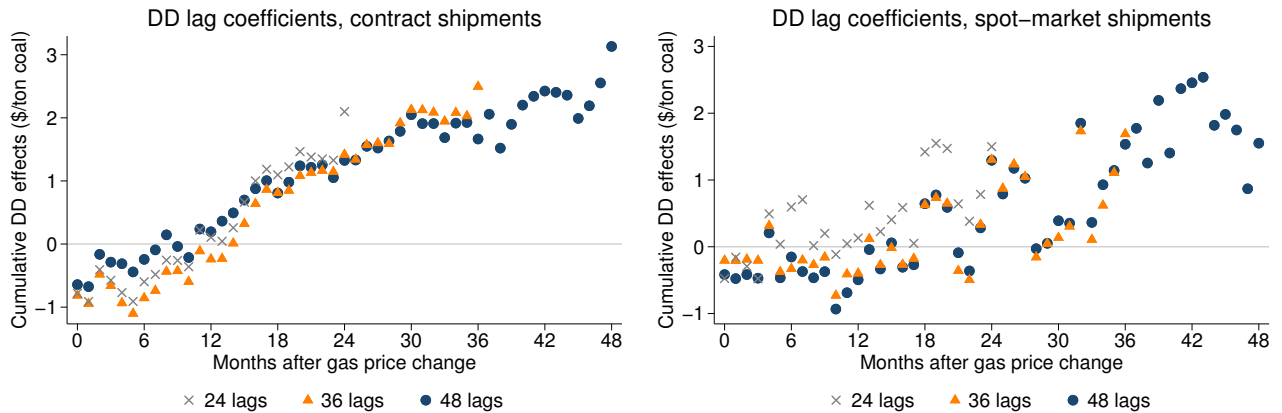 DD lag coefficients, contract shipments
Cumulative DD effects ($/ton coal)
3
2
1
0
−1
0 6 12 18 24 30 36 42 48
Months after gas price change
24 lags 36 lags 48 lags
DD lag coefficients, spot−market shipments
Cumulative DD effects ($/ton coal)
3
2
1
0
−1
0 6 12 18 24 30 36 42 48
Months after gas price change
24 lags 36 lags 48 lags